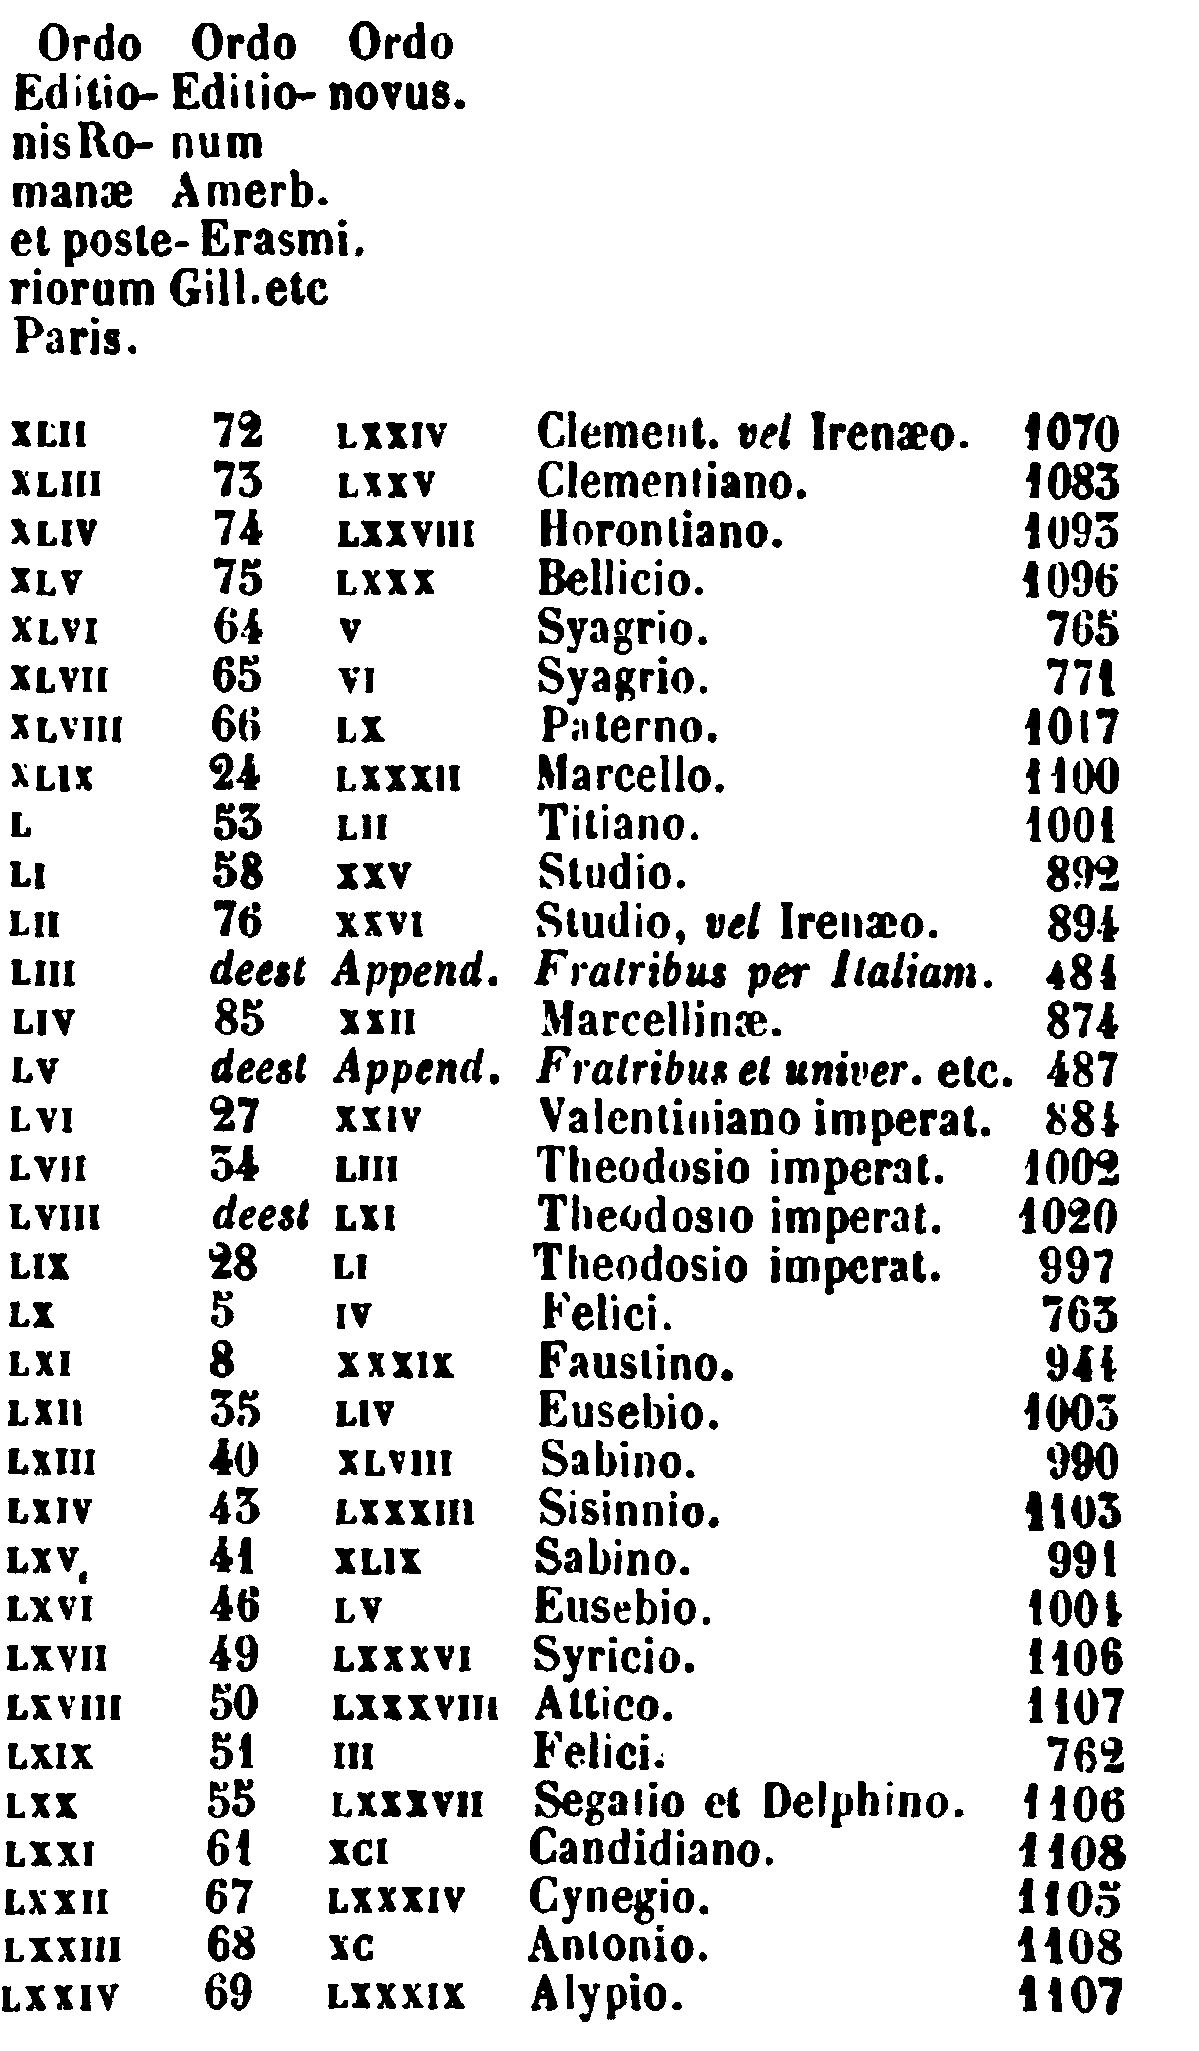 Ordo Ordo Ordo
Editio- Editio- novus.
nis Ro- num
manæ Amerb.
et poste- Erasmi.
riorum Gill. etc
Paris.
XLII 72 LXXIV Clement. vel Irenæo. 1070
XLIII 73 LXXV Clementiano. 1083
XLIV 74 LXXVIII Horontiano. 1093
XLV 75 LXXX Bellicio. 1096
XLVI 64 V Syagrio. 765
XLVII 65 VI Syagrio. 771
XLVIII 66 LX Paterno. 1017
XLIX 24 LXXXII Marcello. 1100
L 53 LII Titiano. 1001
LI 58 XXV Studio. 892
LII 76 XXVI Studio, vel Irenæo. 894
LIII deest Append. Fratribus per Italiam. 484
LIV 85 XXII Marcellinæ. 874
LV deest Append. Fratribus et univer. etc. 487
LVI 27 XXIV Valentiniano imperat. 884
LVII 34 LIII Theodosio imperat. 1002
LVIII deest LXI Theodosio imperat. 1020
LIX 28 LI Theodosio imperat. 997
LX 5 IV Felici. 763
LXI 8 XXXIX Faustino. 944
LXII 35 LIV Eusebio. 1003
LXIII 40 XLVIII Sabino. 990
LXIV 43 LXXXIII Sisinnio. 1103
LXV. 41 XLIX Sabino. 991
LXVI 46 LV Eusebio. 1004
LXVII 49 LXXXVI Syricio. 1106
LXVIII 50 LXXXVIII Attico. 1107
LXIX 51 III Felici. 762
LXX 55 LXXXVII Segatio et Delphino. 1106
LXXI 61 XCI Candidiano. 1108
LXXII 67 LXXXIV Cynegio. 1105
LXXIII 68 XC Antonio. 1108
LXXIV 69 LXXXIX Alypio. 1107